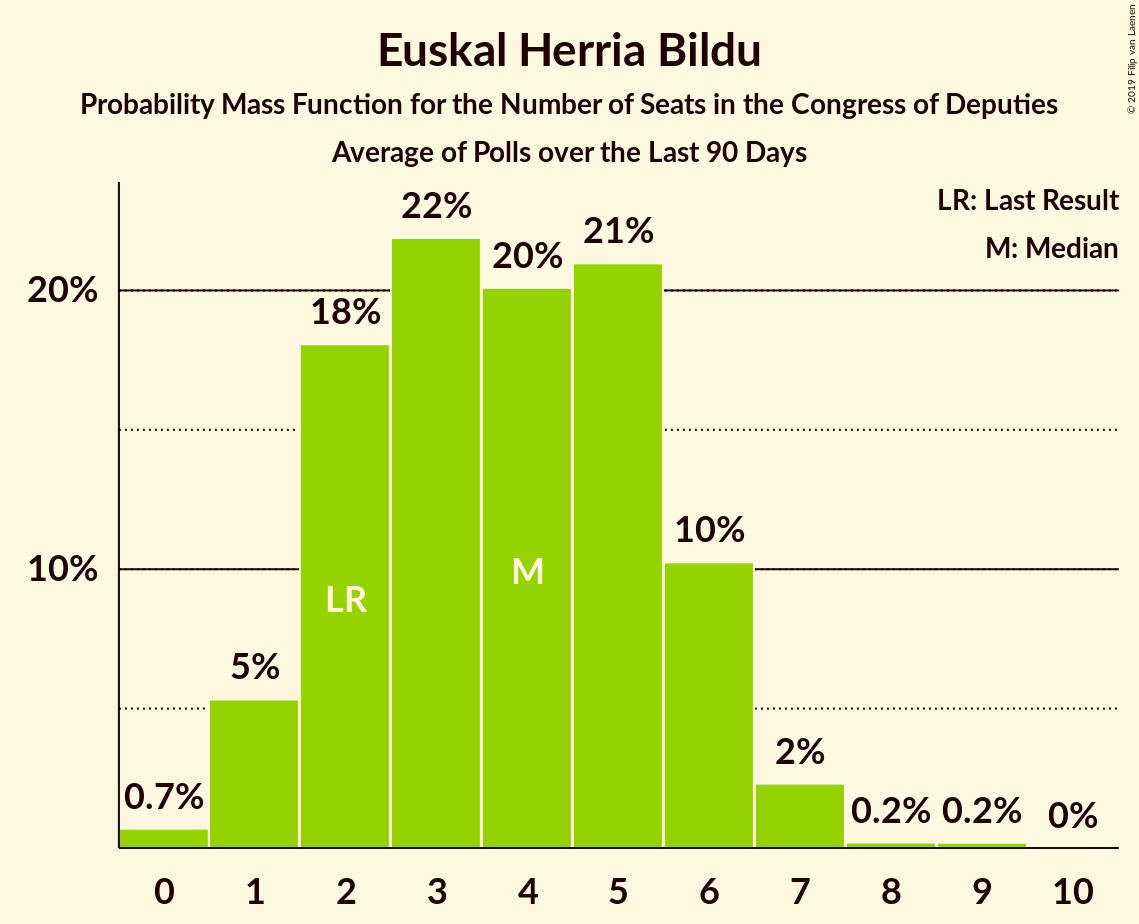 Euskal Herria Bildu
Probability Mass Function for the Number of Seats in the Congress of Deputies
Average of Polls over the Last 90 Days
© 2019 Filip van Laenen
LR: Last Result
M: Median
22%
21%
20%
20%
18%
10%
10%
M
LR
5%
2%
0.7%
0.2%
0.2%
0%
0 1 2 3 4 5 6 7 8 9 10